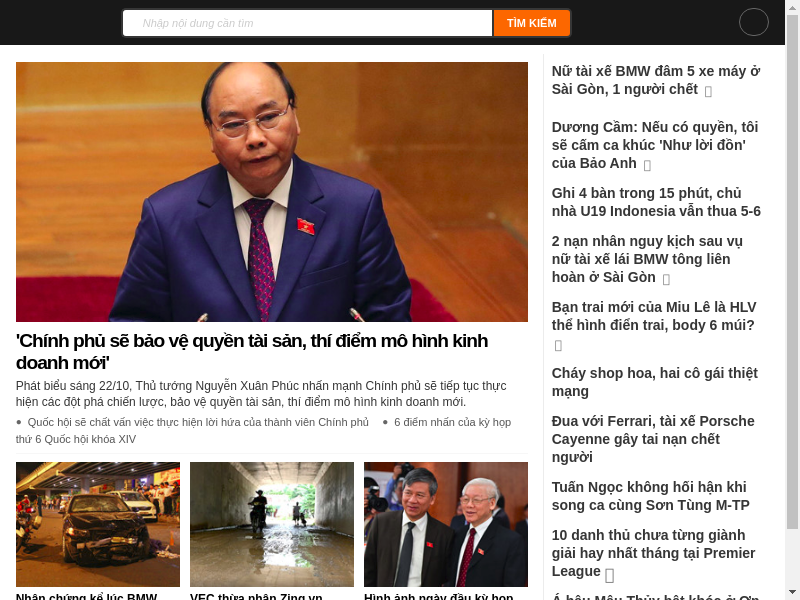 Nhập nội dung cần tìm
TÌM KIẾM
'Chính phủ sẽ bảo vệ quyền tài sản, thí điểm mô hình kinh
doanh mới'
Phát biểu sáng 22/10, Thủ tướng Nguyễn Xuân Phúc nhấn mạnh Chính phủ sẽ tiếp tục thực
hiện các đột phá chiến lược, bảo vệ quyền tài sản, thí điểm mô hình kinh doanh mới.
• Quốc hội sẽ chất vấn việc thực hiện lời hứa của thành viên Chính phủ • 6 điểm nhấn của kỳ họp
thứ 6 Quốc hội khóa XIV
Nhân chứng kể lúc BMW
VEC thừa nhận Zing.vn
Hình ảnh ngày đầu kỳ họp
Nữ tài xế BMW đâm 5 xe máy ở
Sài Gòn, 1 người chết
Dương Cầm: Nếu có quyền, tôi
sẽ cấm ca khúc 'Như lời đồn'
của Bảo Anh
Ghi 4 bàn trong 15 phút, chủ
nhà U19 Indonesia vẫn thua 5-6
2 nạn nhân nguy kịch sau vụ
nữ tài xế lái BMW tông liên
hoàn ở Sài Gòn
Bạn trai mới của Miu Lê là HLV
thể hình điển trai, body 6 múi?
Cháy shop hoa, hai cô gái thiệt
mạng
Đua với Ferrari, tài xế Porsche
Cayenne gây tai nạn chết
người
Tuấn Ngọc không hối hận khi
song ca cùng Sơn Tùng M-TP
10 danh thủ chưa từng giành
giải hay nhất tháng tại Premier
League
Á hậu Mâu Thủy bật khóc ở Ơn